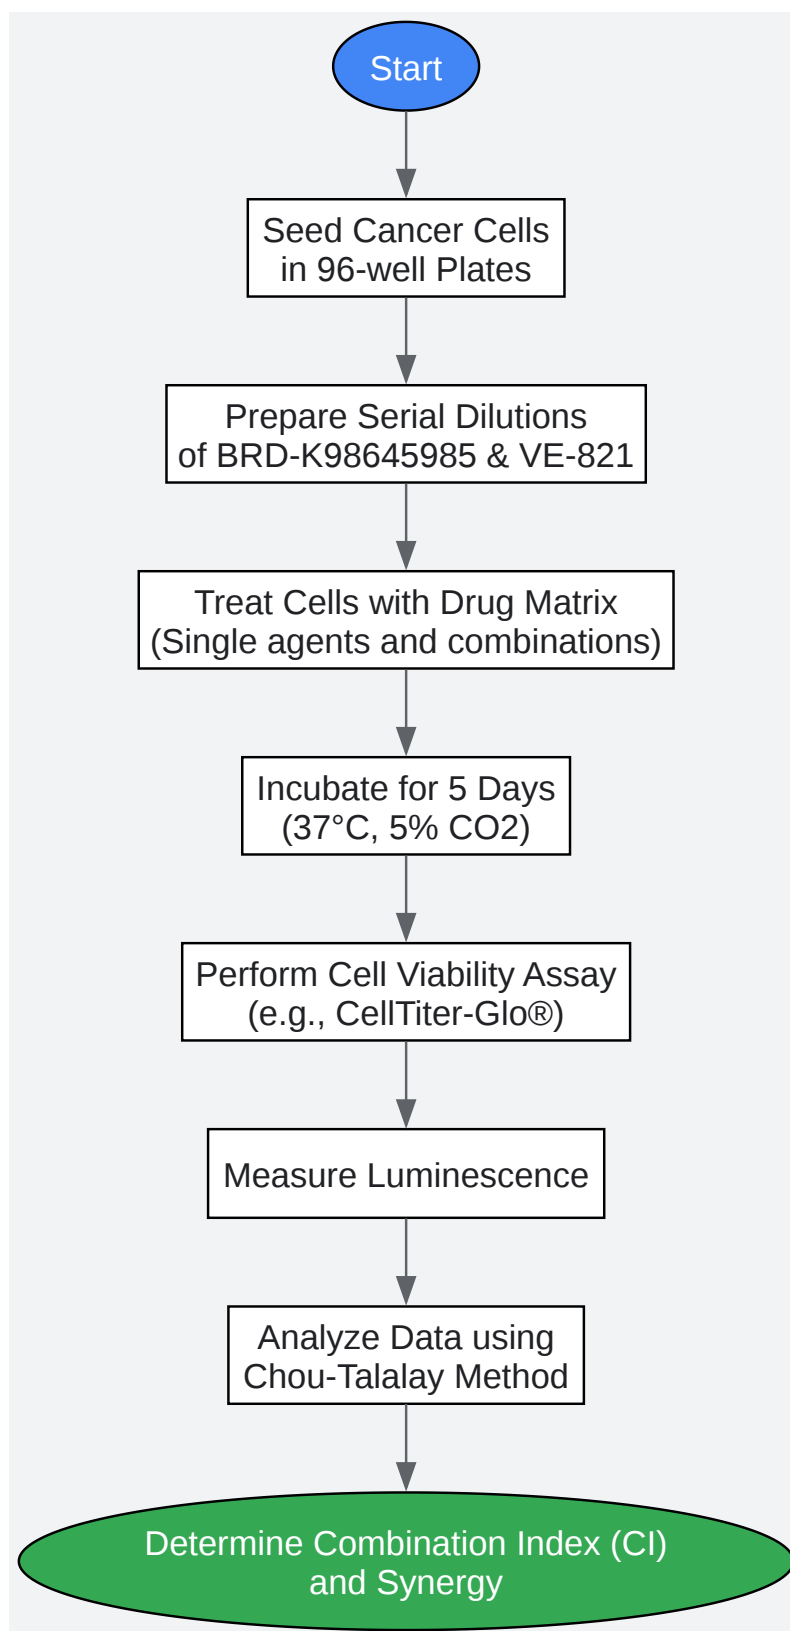 Start
Seed Cancer Cells
in 96-well Plates
Prepare Serial Dilutions
of BRD-K98645985 & VE-821
Treat Cells with Drug Matrix
(Single agents and combinations)
Incubate for 5 Days
(37°C, 5% CO2)
Perform Cell Viability Assay
(e.g., CellTiter-Glo®)
Measure Luminescence
Analyze Data using
Chou-Talalay Method
Determine Combination Index (CI)
and Synergy